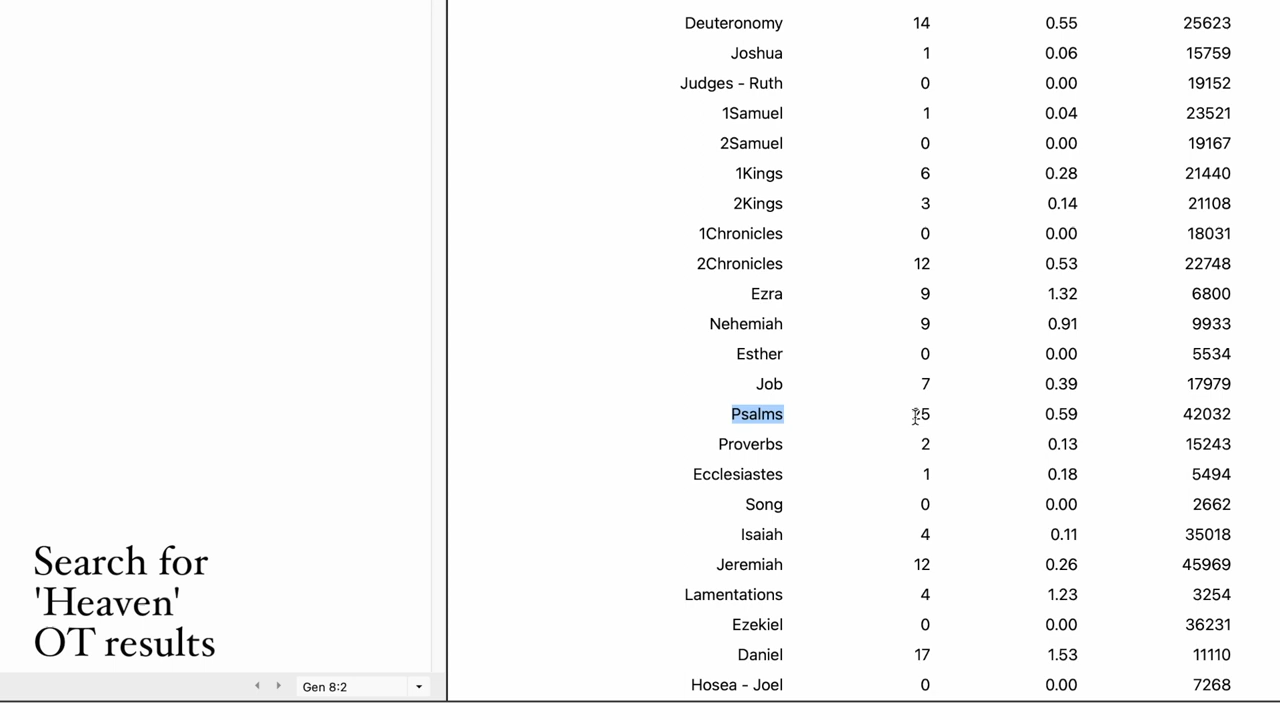 Deuteronomy 14 0.55 25623
Joshua 1 0.06 15759
Judges - Ruth 0 0.00 19152
1Samuel 1 0.04 23521
2Samuel 0 0.00 19167
1Kings 6 0.28 21440
2Kings 3 0.14 21108
1Chronicles 0 0.00 18031
2Chronicles 12 0.53 22748
Ezra 9 1.32 6800
Nehemiah 9 0.91 9933
Esther 0 0.00 5534
Job 7 0.39 17979
Psalms 25 0.59 42032
Proverbs 2 0.13 15243
Ecclesiastes 1 0.18 5494
Song 0 0.00 2662
Isaiah 4 0.11 35018
Jeremiah 12 0.26 45969
Lamentations 4 1.23 3254
Ezekiel 0 0.00 36231
Daniel 17 1.53 11110
Hosea - Joel 0 0.00 7268
Search for
'Heaven'
OT results
Gen 8:2